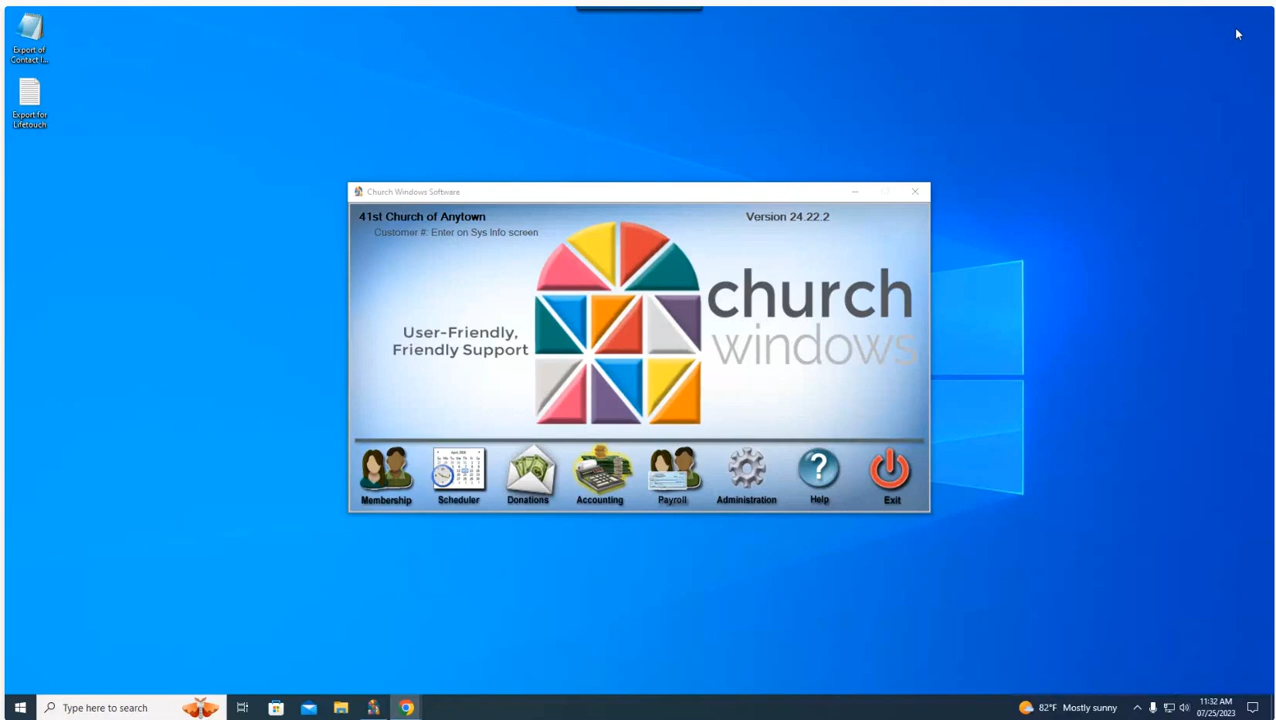 Export of
Contact I...
Export for
Lifetouch
Church Windows Software
41st Church of Anytown
Version 24.22.2
Customer #: Enter on Sys Info screen
User-Friendly,
Friendly Support
church
windows
Membership
Scheduler
Donations
Accounting
Payroll
Administration
Help
Exit
Type here to search
82°F Mostly sunny
11:32 AM
07/25/2023